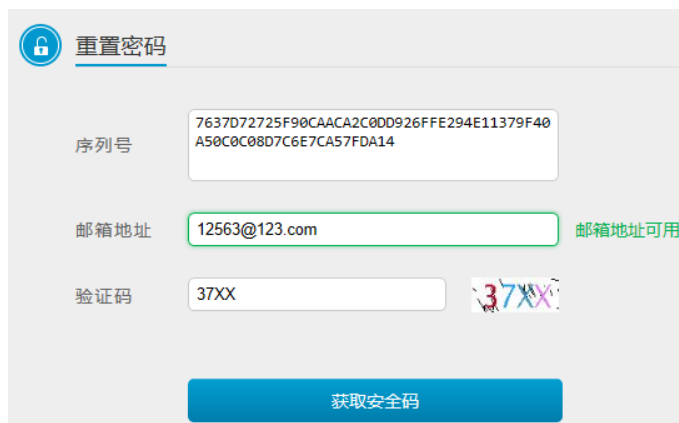 重置密码
序列号
7637D72725F90CAACA2C0DD926FFE294E11379F40
A50C0C08D7C6E7CA57FDA14
邮箱地址 12563@123.com 邮箱地址可用
验证码 37XX 37XX
获取安全码